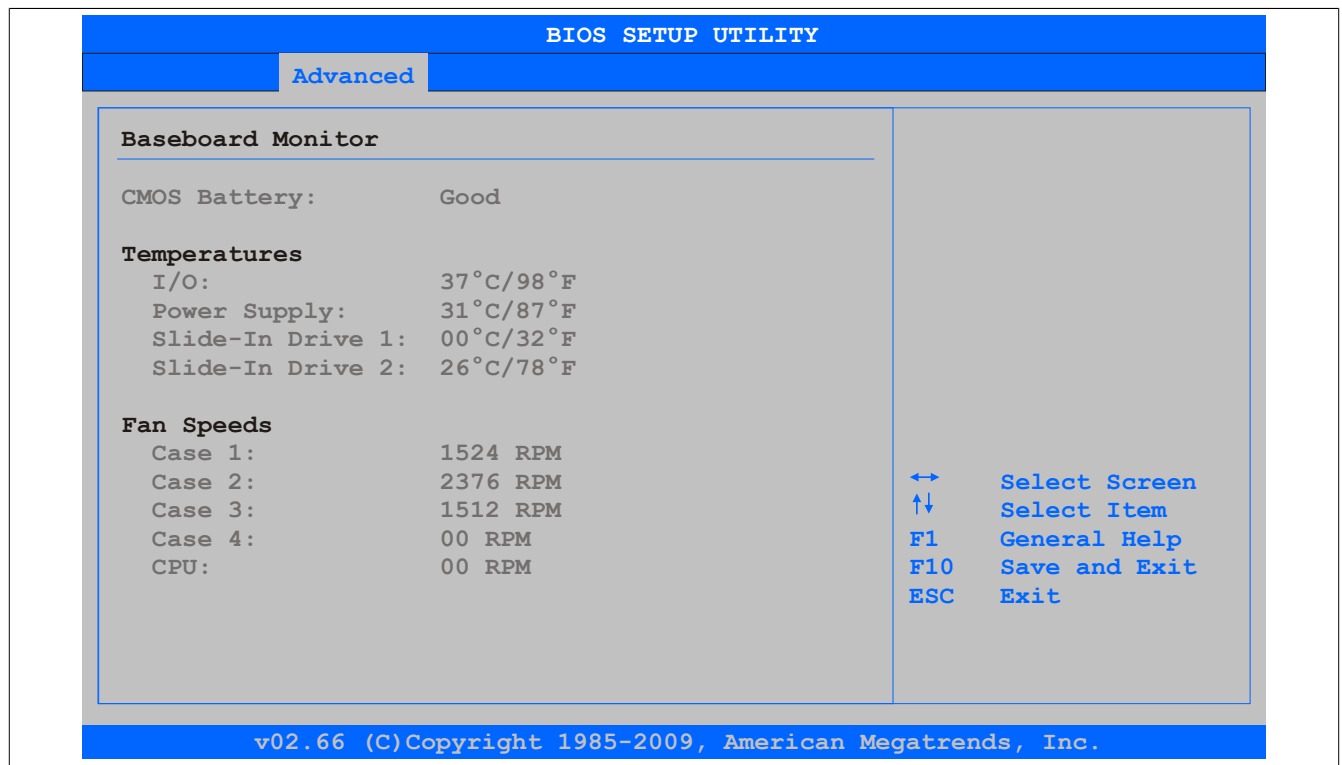 BIOS SETUP UTILITY
Advanced
Baseboard Monitor
CMOS Battery: Good
Temperatures
I/O: 37°C/98°F
Power Supply: 31°C/87°F
Slide-In Drive 1: 00°C/32°F
Slide-In Drive 2: 26°C/78°F
Fan Speeds
Case 1: 1524 RPM
Case 2: 2376 RPM
Case 3: 1512 RPM
Case 4: 00 RPM
CPU: 00 RPM
↔ Select Screen
↑↓ Select Item
F1 General Help
F10 Save and Exit
ESC Exit
v02.66 (C)Copyright 1985-2009, American Megatrends, Inc.